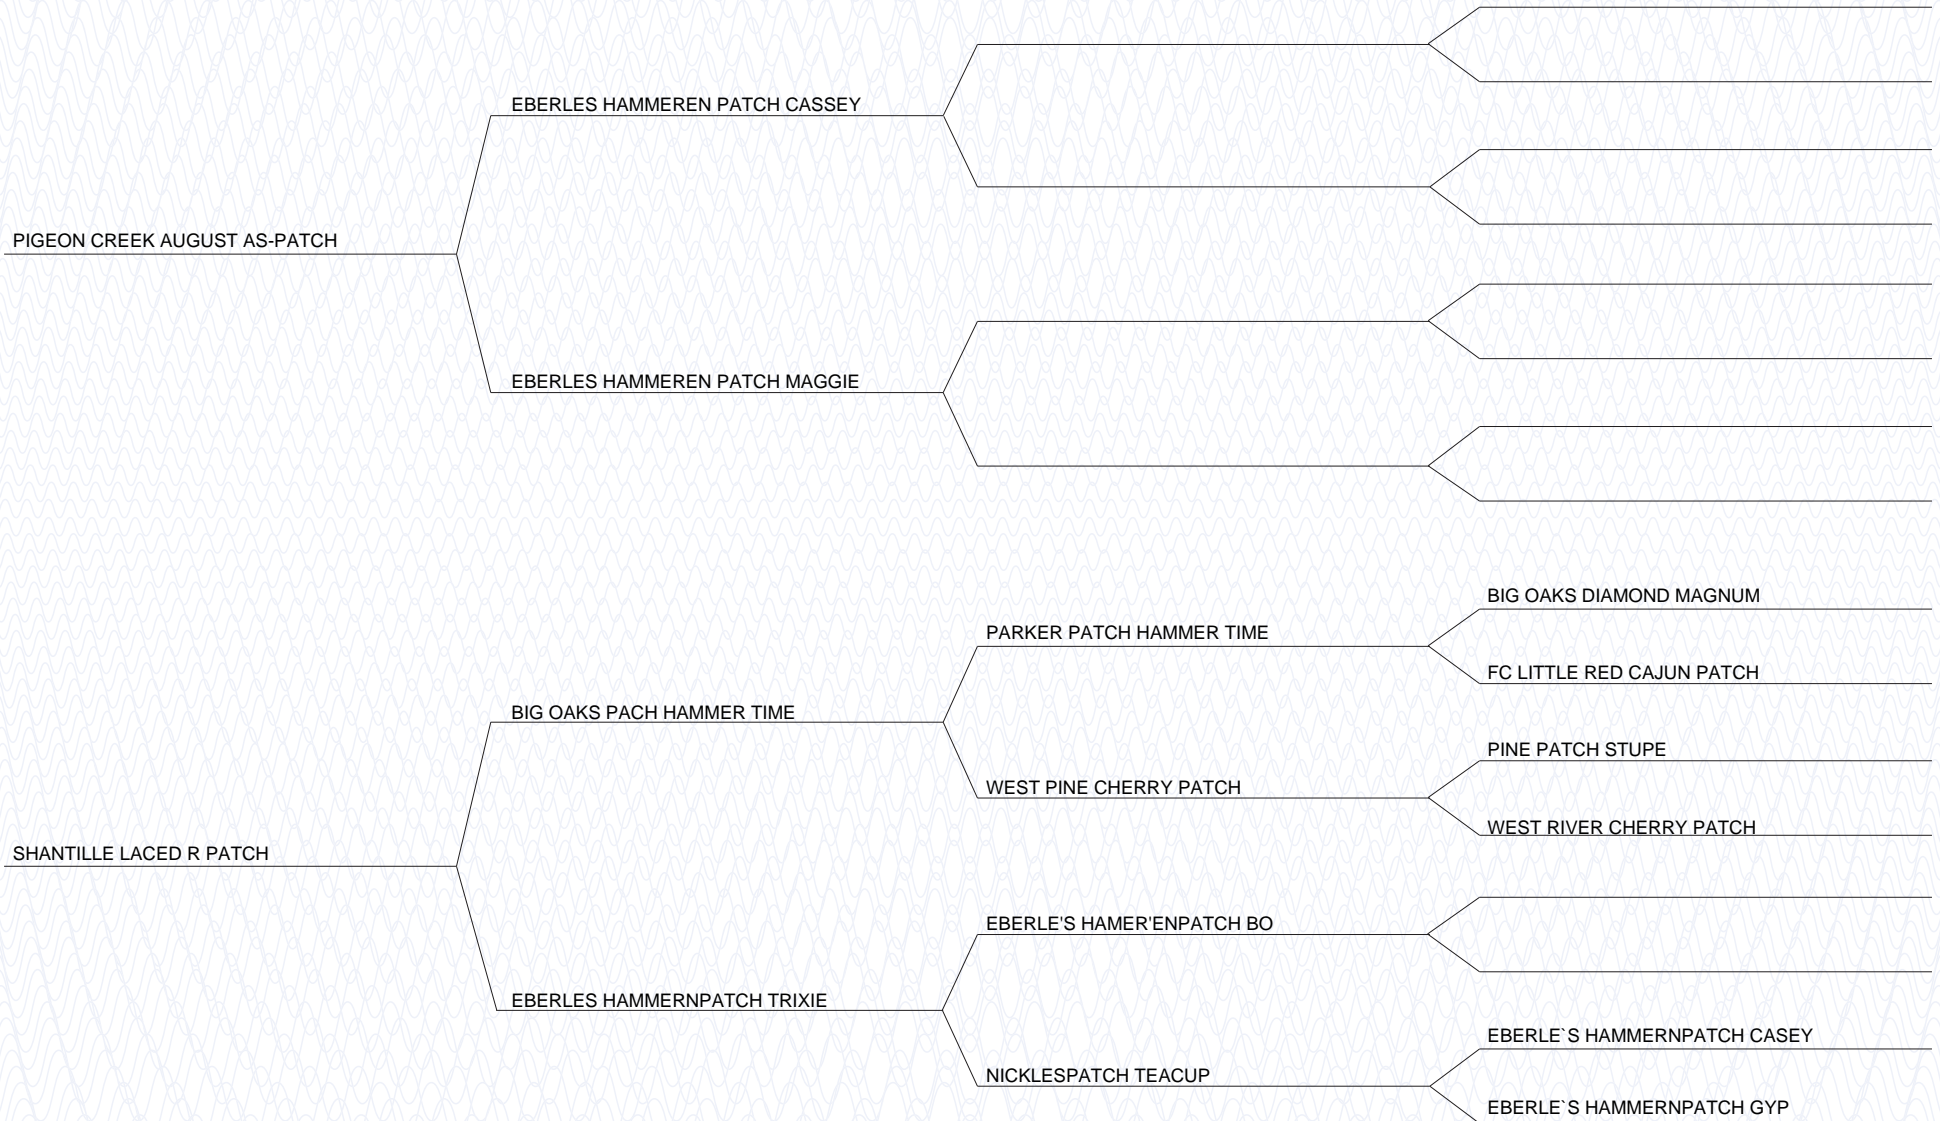 EBERLES HAMMEREN PATCH CASSEY
PIGEON CREEK AUGUST AS-PATCH
EBERLES HAMMEREN PATCH MAGGIE
BIG OAKS DIAMOND MAGNUM
PARKER PATCH HAMMER TIME
FC LITTLE RED CAJUN PATCH
BIG OAKS PACH HAMMER TIME
PINE PATCH STUPE
WEST PINE CHERRY PATCH
WEST RIVER CHERRY PATCH
SHANTILLE LACED R PATCH
EBERLE'S HAMER'ENPATCH BO
EBERLES HAMMERNPATCH TRIXIE
EBERLE`S HAMMERNPATCH CASEY
NICKLESPATCH TEACUP
EBERLE`S HAMMERNPATCH GYP